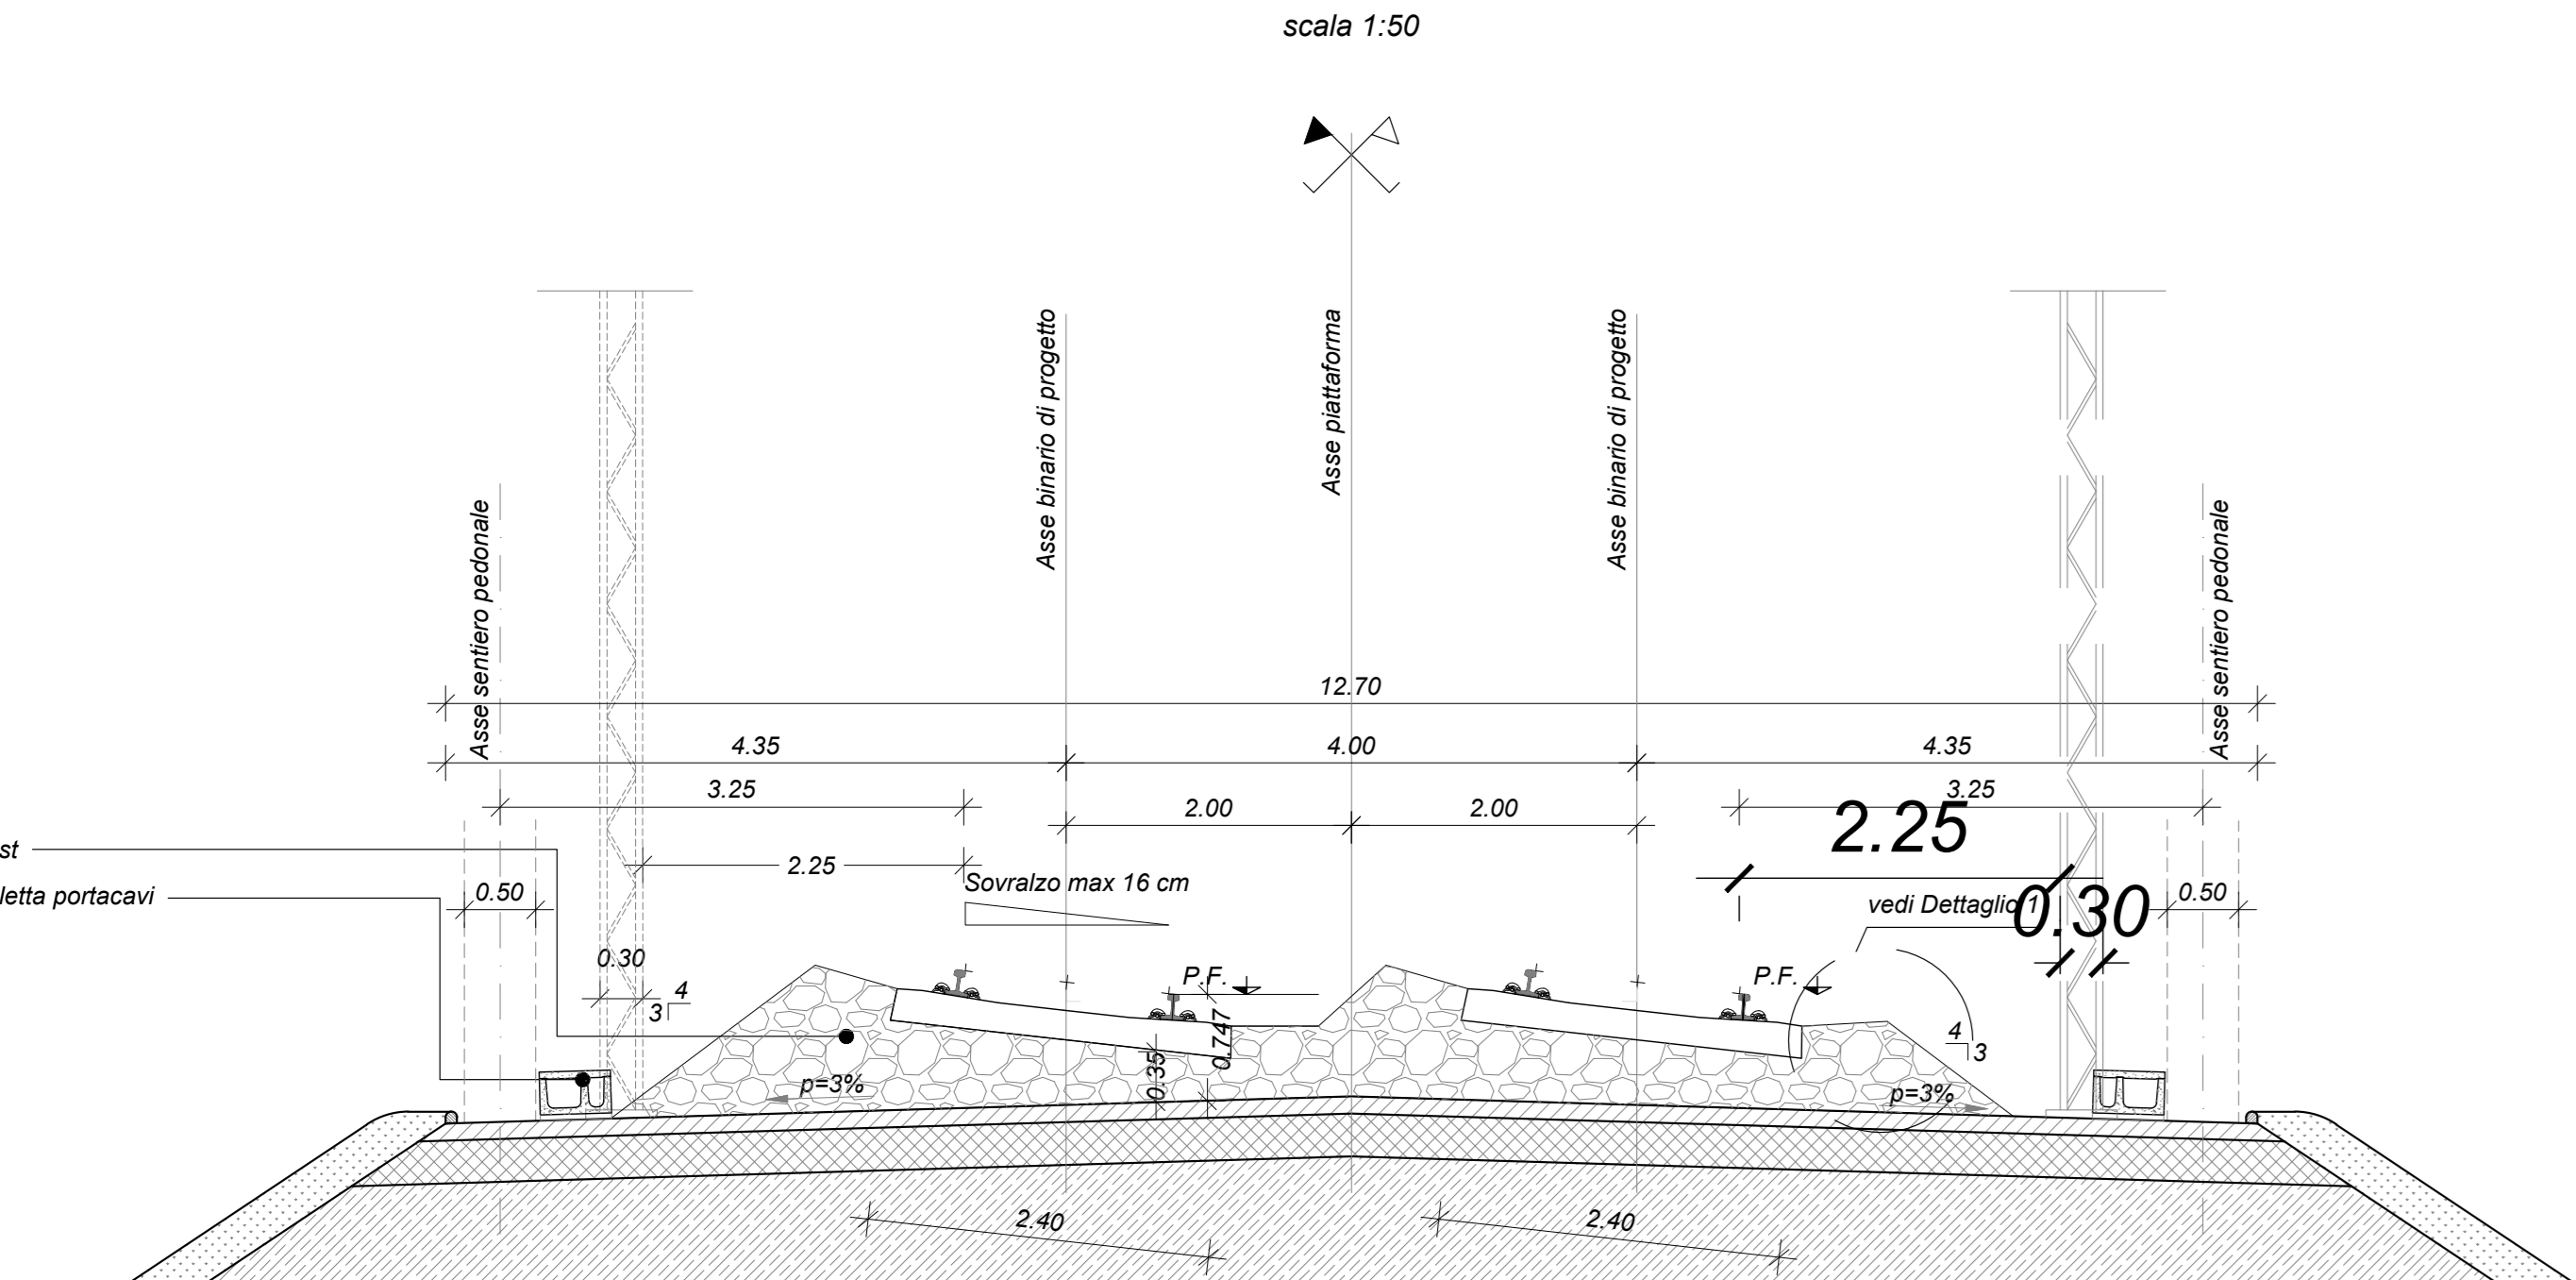 scala 1:50
Asse sentiero pedonale
Asse binario di progetto
Asse piattaforma
Asse binario di progetto
Asse sentiero pedonale
12.70
4.35
4.00
4.35
3.25
3.25
2.00
2.00
2.25
2.25
st
letta portacavi
0.50
Sovralzo max 16 cm
vedi Dettaglio 1
0.30
0.50
0.30
4
3
P.F.
P.F.
0.747
0.35
4
3
p=3%
p=3%
2.40
2.40